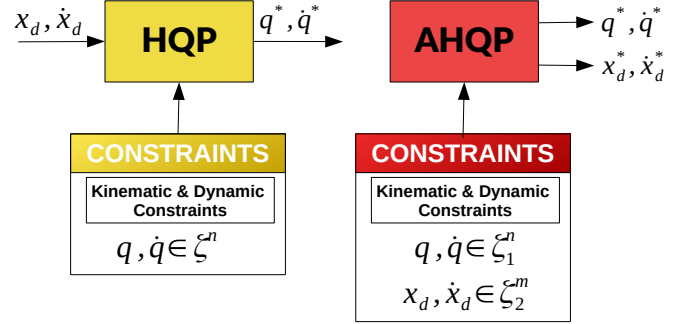 x_d, ẋ_d
HQP
q*, q̇*
CONSTRAINTS
Kinematic & Dynamic
Constraints
q, q̇ ∈ ζ^n
AHQP
q*, q̇*
x_d*, ẋ_d*
CONSTRAINTS
Kinematic & Dynamic
Constraints
q, q̇ ∈ ζ_1^n
x_d, ẋ_d ∈ ζ_2^m